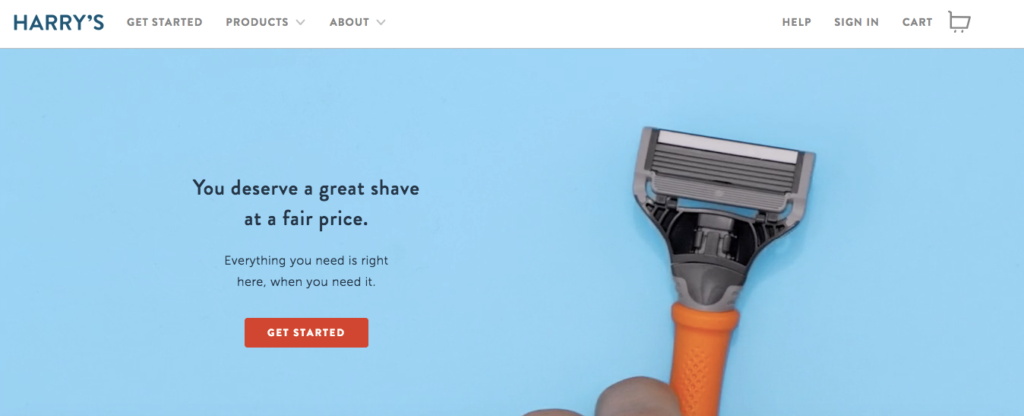 HARRY'S GET STARTED PRODUCTS ABOUT HELP SIGN IN CART
You deserve a great shave
at a fair price.
Everything you need is right
here, when you need it.
GET STARTED